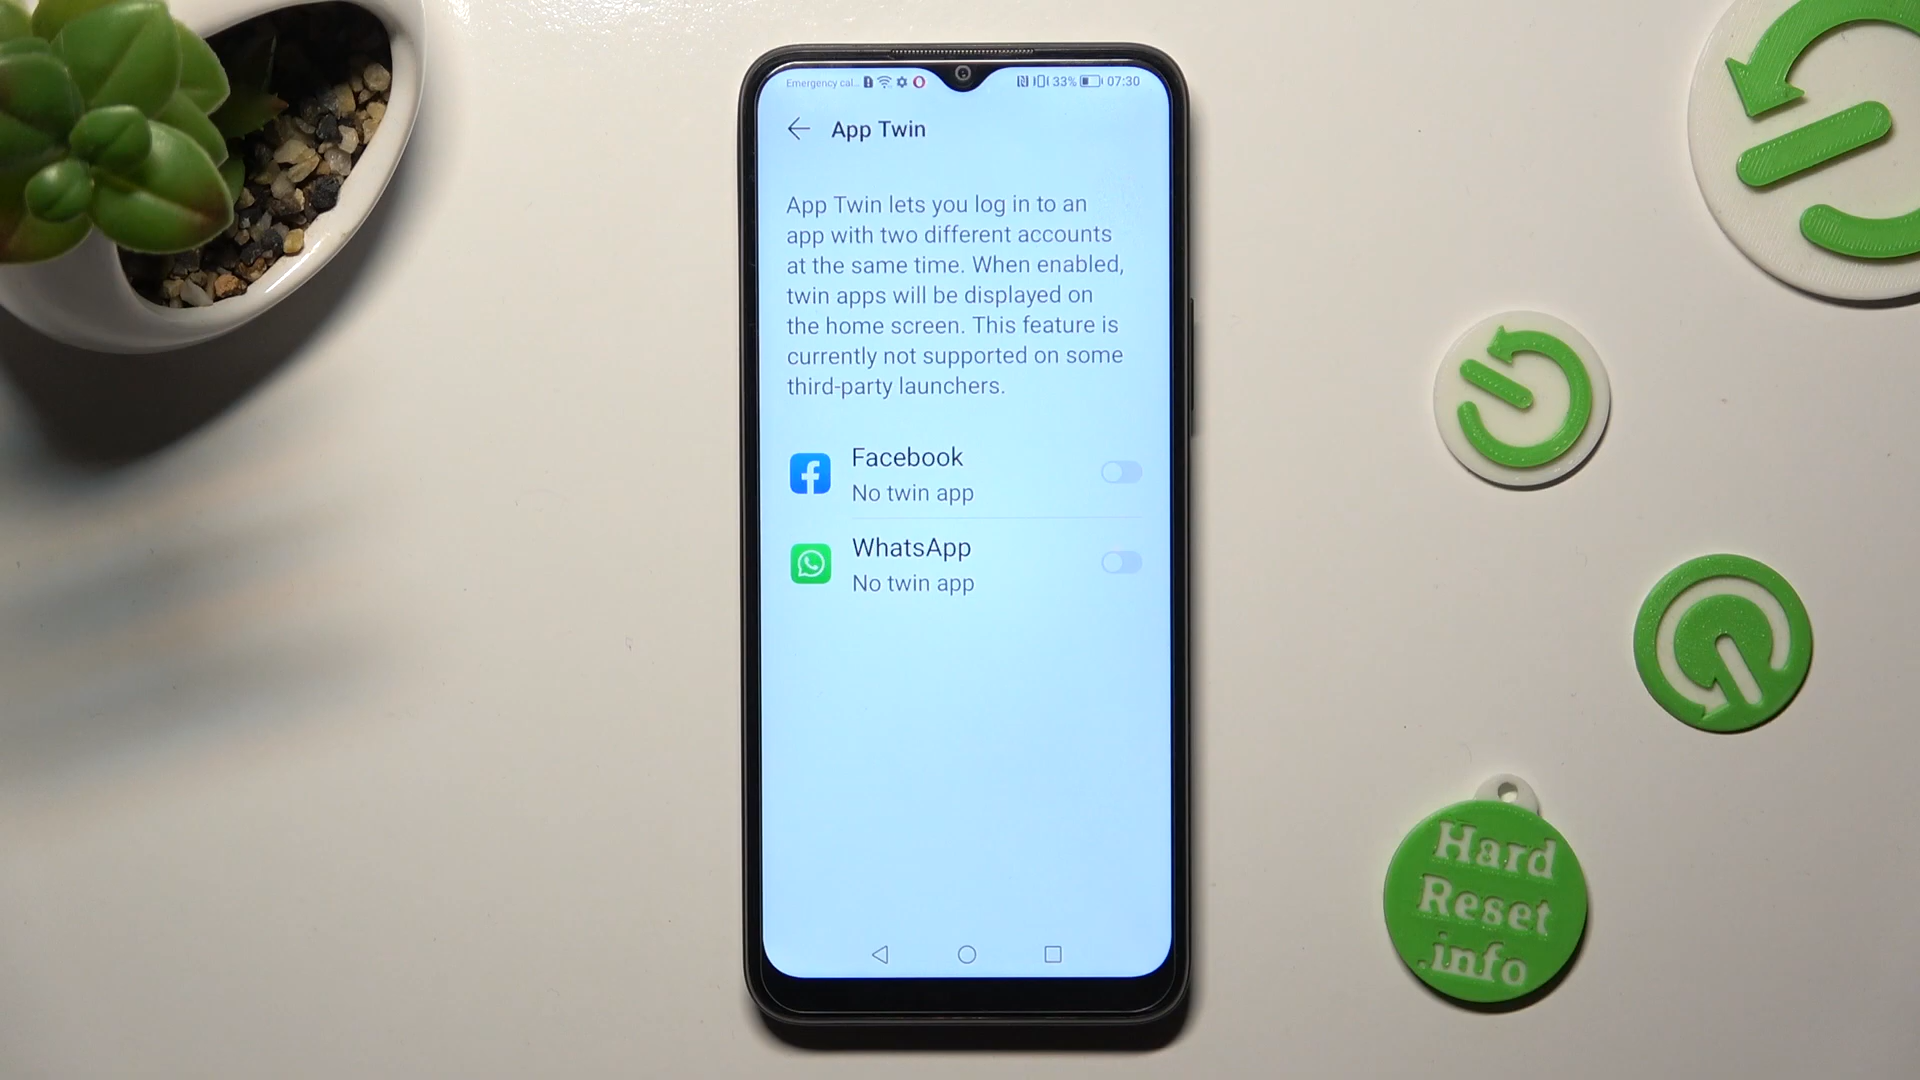 Emergency cal... 33% 07:30
App Twin
App Twin lets you log in to an
app with two different accounts
at the same time. When enabled,
twin apps will be displayed on
the home screen. This feature is
currently not supported on some
third-party launchers.
Facebook
No twin app
WhatsApp
No twin app
Hard
Reset
.info